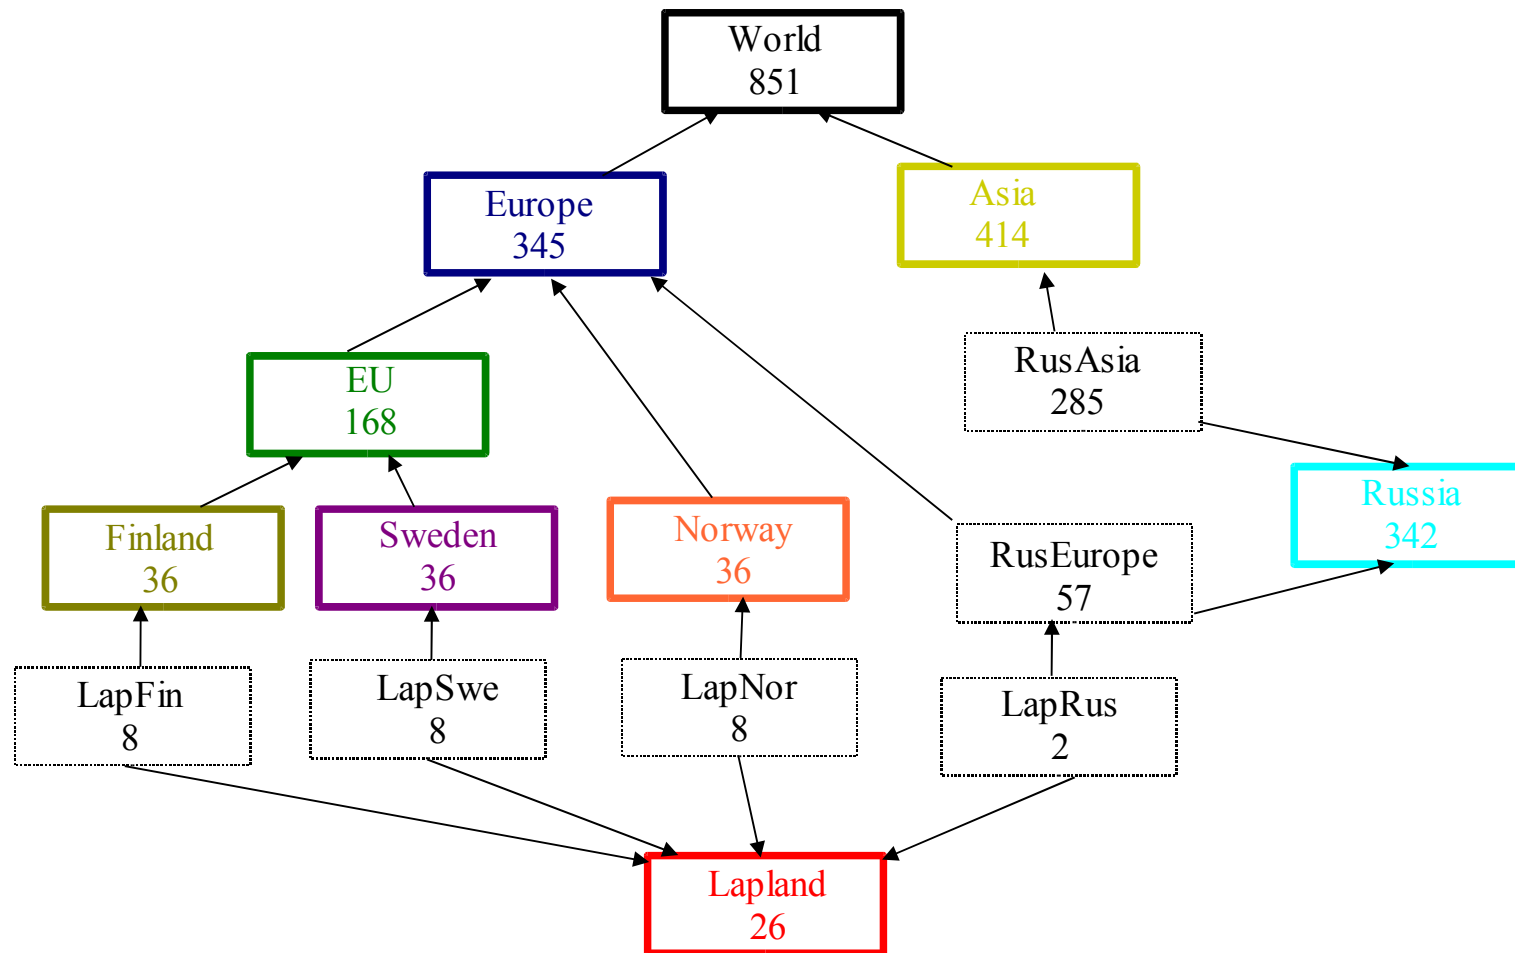 World
851
Europe
345
Asia
414
EU
168
RusAsia
285
Russia
342
Finland
36
Sweden
36
Norway
36
RusEurope
57
LapFin
8
LapSwe
8
LapNor
8
LapRus
2
Lapland
26